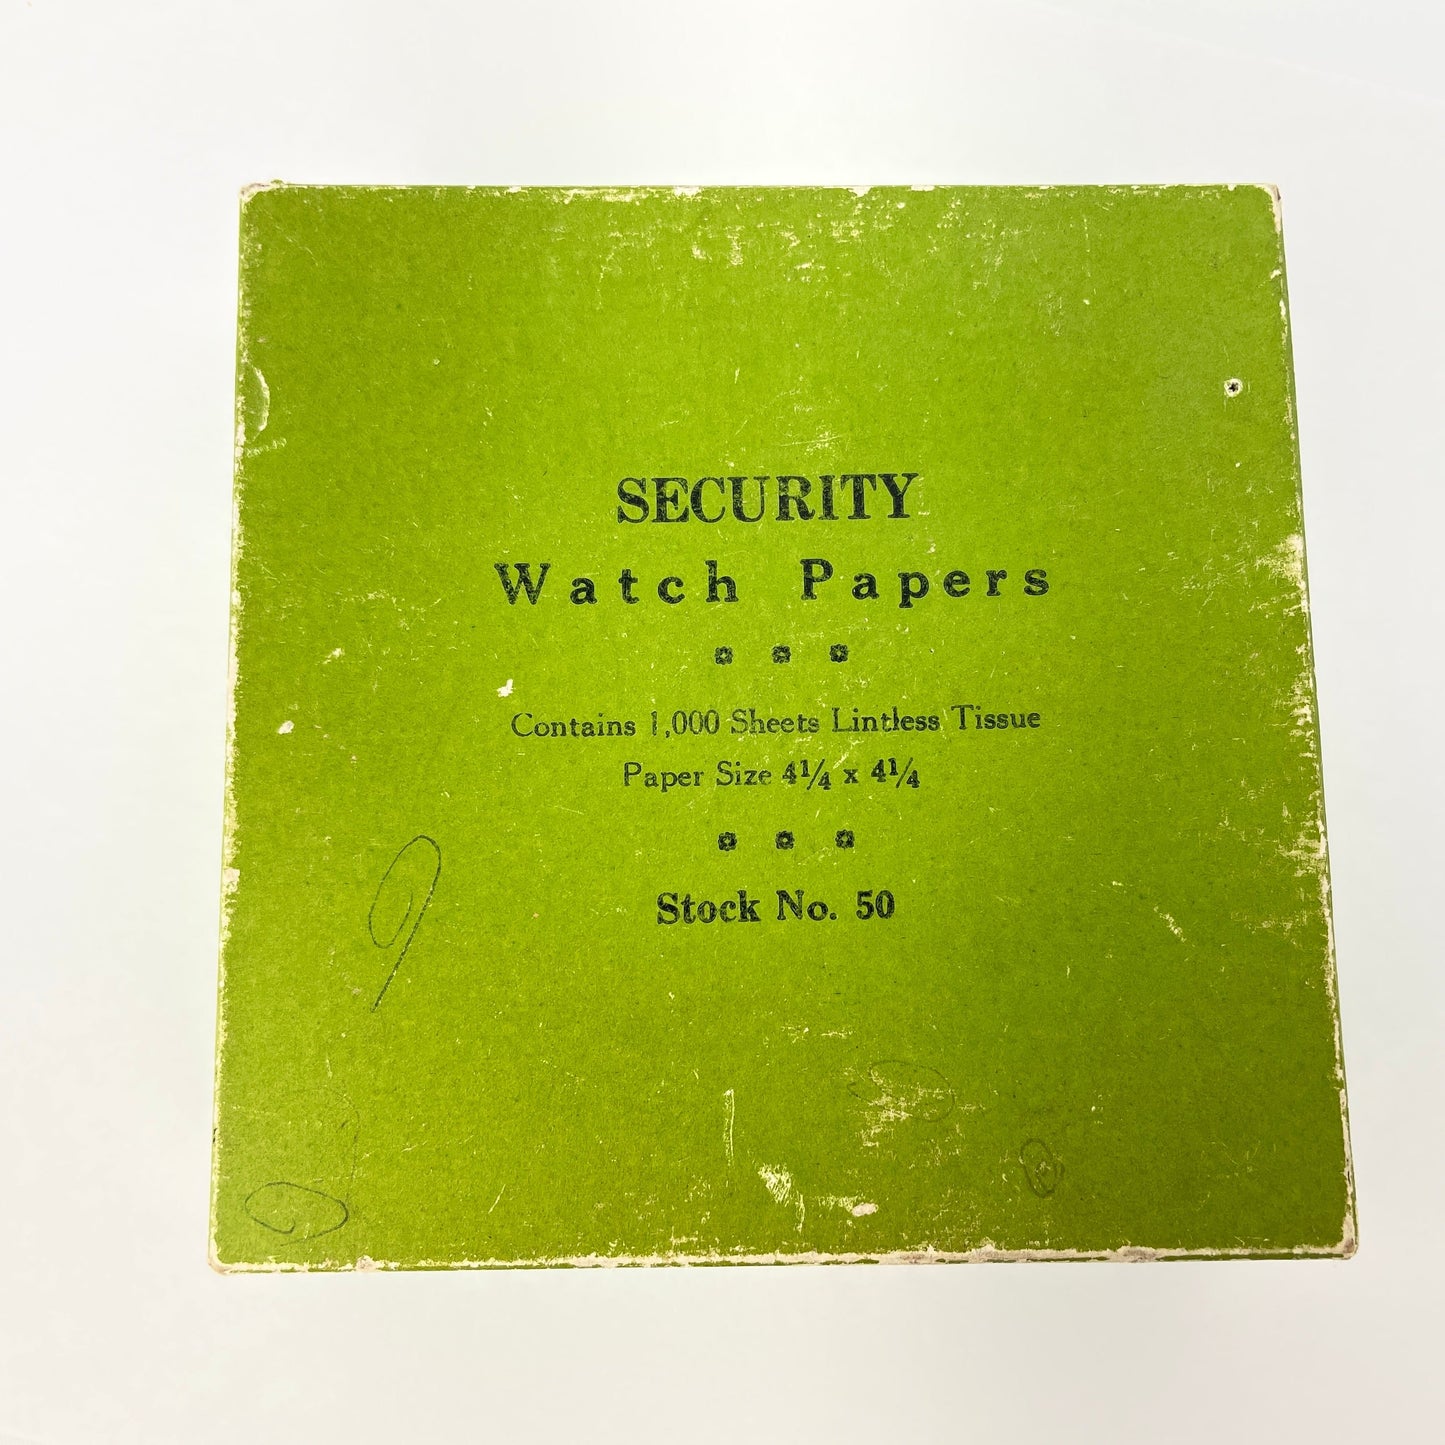 SECURITY
Watch Papers
Contains 1,000 Sheets Lintless Tissue
Paper Size 4¼ x 4¼
Stock No. 50